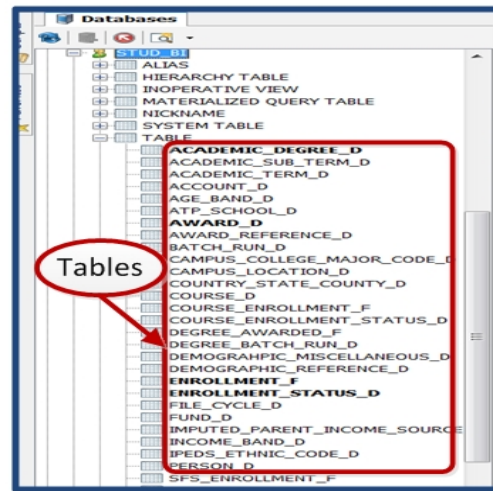 Databases
STUD_BI
ALIAS
HIERARCHY TABLE
INOPERATIVE VIEW
MATERIALIZED QUERY TABLE
NICKNAME
SYSTEM TABLE
TABLE
ACADEMIC_DEGREE_D
ACADEMIC_SUB_TERM_D
ACADEMIC_TERM_D
ACCOUNT_D
AGE_BAND_D
ATP_SCHOOL_D
AWARD_D
AWARD_REFERENCE_D
BATCH_RUN_D
CAMPUS_COLLEGE_MAJOR_CODE_D
CAMPUS_LOCATION_D
COUNTRY_STATE_COUNTY_D
COURSE_D
COURSE_ENROLLMENT_F
COURSE_ENROLLMENT_STATUS_D
DEGREE_AWARDED_F
DEGREE_BATCH_RUN_D
DEMOGRAHPIC_MISCELLANEOUS_D
DEMOGRAPHIC_REFERENCE_D
ENROLLMENT_F
ENROLLMENT_STATUS_D
FILE_CYCLE_D
FUND_D
IMPUTED_PARENT_INCOME_SOURCE
INCOME_BAND_D
IPEDS_ETHNIC_CODE_D
PERSON_D
SFS_ENROLLMENT_F
Tables